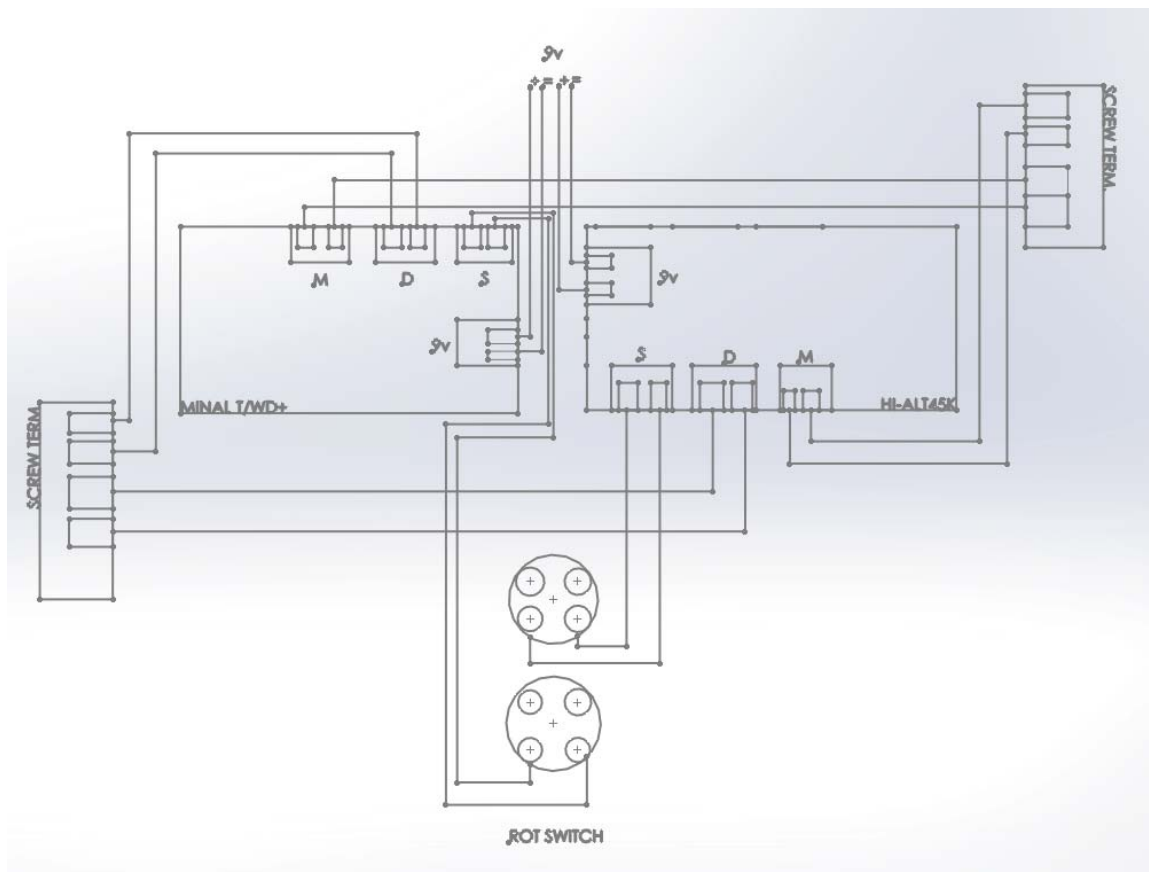 9v
+ = + =
SCREW TERM.
M D S
9v
9v
S D M
MINAL T/WD+
HI-ALT45K
SCREW TERM.
ROT SWITCH